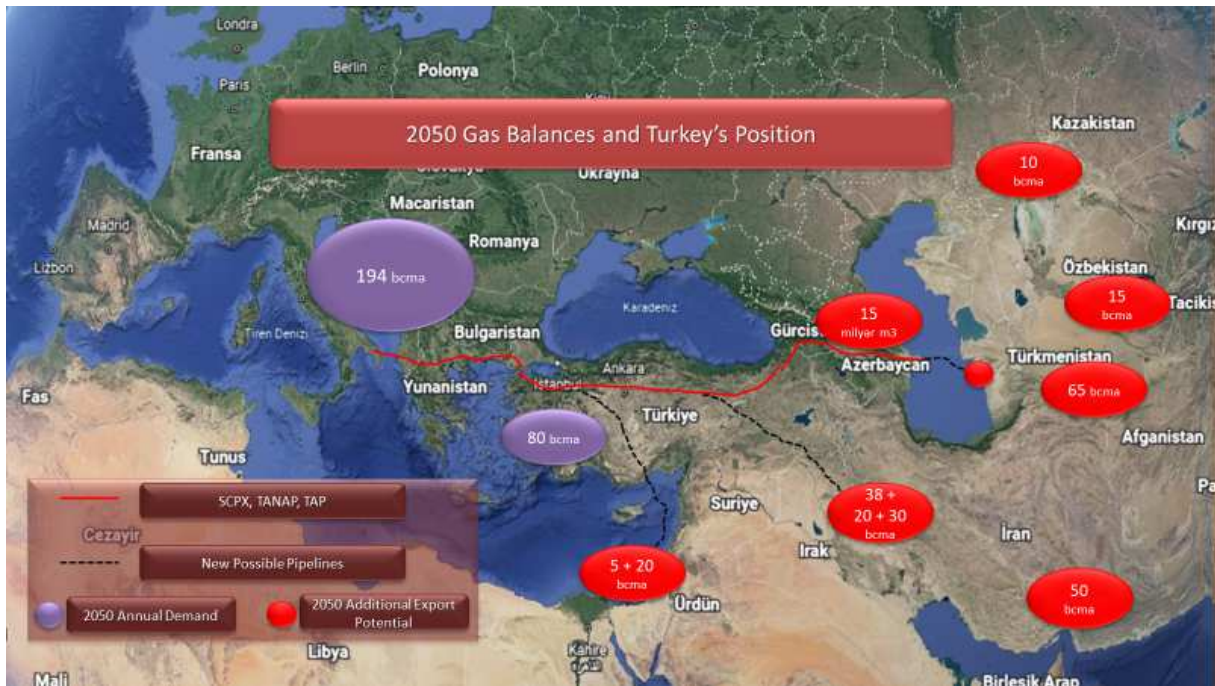 Londra
Berlin
Polonya
Paris
2050 Gas Balances and Turkey's Position
Kazakistan
Fransa
Ukrayna
10
bcma
Macaristan
Madrid
Romanya
Kırgız
Lizbon
194 bcma
Özbekistan
15
bcma
Tacikis
Tiren Denizi
Bulgaristan
Karadeniz
15
milyar m3
Gürcis
Azerbaycan
Türkmenistan
65 bcma
Ankara
İstanbul
Yunanistan
Türkiye
Fas
80 bcma
Afganistan
Tunus
Suriye
38 +
20 + 30
bcma
Irak
İran
Pa
SCPX, TANAP, TAP
Cezayir
New Possible Pipelines
5 + 20
bcma
Ürdün
50
bcma
2050 Annual Demand
2050 Additional Export
Potential
Libya
Kahire
Mali
Birleşik Arap